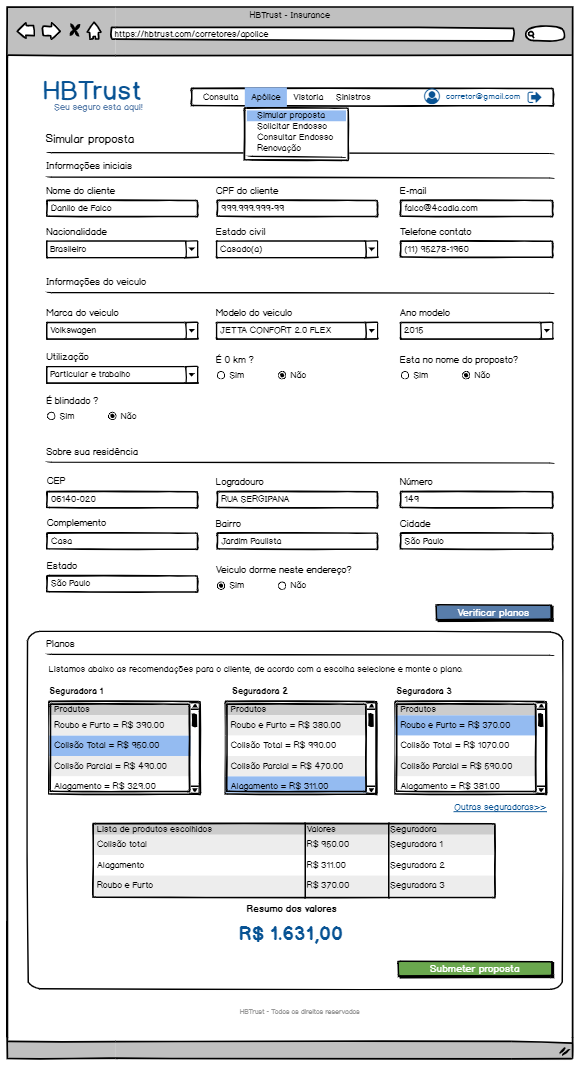 HBTrust - Insurance
https://hbtrust.com/corretores/apolice
HBTrust
Seu seguro esta aqui!
Consulta Apólice Vistoria Sinistros corretor@gmail.com
Simular proposta
Solicitar Endosso
Consultar Endosso
Renovação
Simular proposta
Informações iniciais
Nome do cliente CPF do cliente E-mail
Danilo de Falco 999.999.999-99 falco@4cadia.com
Nacionalidade Estado civil Telefone contato
Brasileiro Casado(a) (11) 95278-1960
Informações do veiculo
Marca do veiculo Modelo do veiculo Ano modelo
Volkswagen JETTA CONFORT 2.0 FLEX 2015
Utilização É 0 km ? Esta no nome do proposto?
Particular e trabalho Sim Não Sim Não
É blindado ?
Sim Não
Sobre sua residência
CEP Logradouro Número
06140-020 RUA SERGIPANA 149
Complemento Bairro Cidade
Casa Jardim Paulista São Paulo
Estado Veiculo dorme neste endereço?
São Paulo Sim Não
Verificar planos
Planos
Listamos abaixo as recomendações para o cliente, de acordo com a escolha selecione e monte o plano.
Seguradora 1 Seguradora 2 Seguradora 3
Produtos Produtos Produtos
Roubo e Furto = R$ 390.00 Roubo e Furto = R$ 380.00 Roubo e Furto = R$ 370.00
Colisão Total = R$ 950.00 Colisão Total = R$ 990.00 Colisão Total = R$ 1070.00
Colisão Parcial = R$ 490.00 Colisão Parcial = R$ 470.00 Colisão Parcial = R$ 590.00
Alagamento = R$ 329.00 Alagamento = R$ 311.00 Alagamento = R$ 381.00
Outras seguradoras>>
Lista de produtos escolhidos Valores Seguradora
Colisão total R$ 950.00 Seguradora 1
Alagamento R$ 311.00 Seguradora 2
Roubo e Furto R$ 370.00 Seguradora 3
Resumo dos valores
R$ 1.631,00
Submeter proposta
HBTrust - Todos os direitos reservados